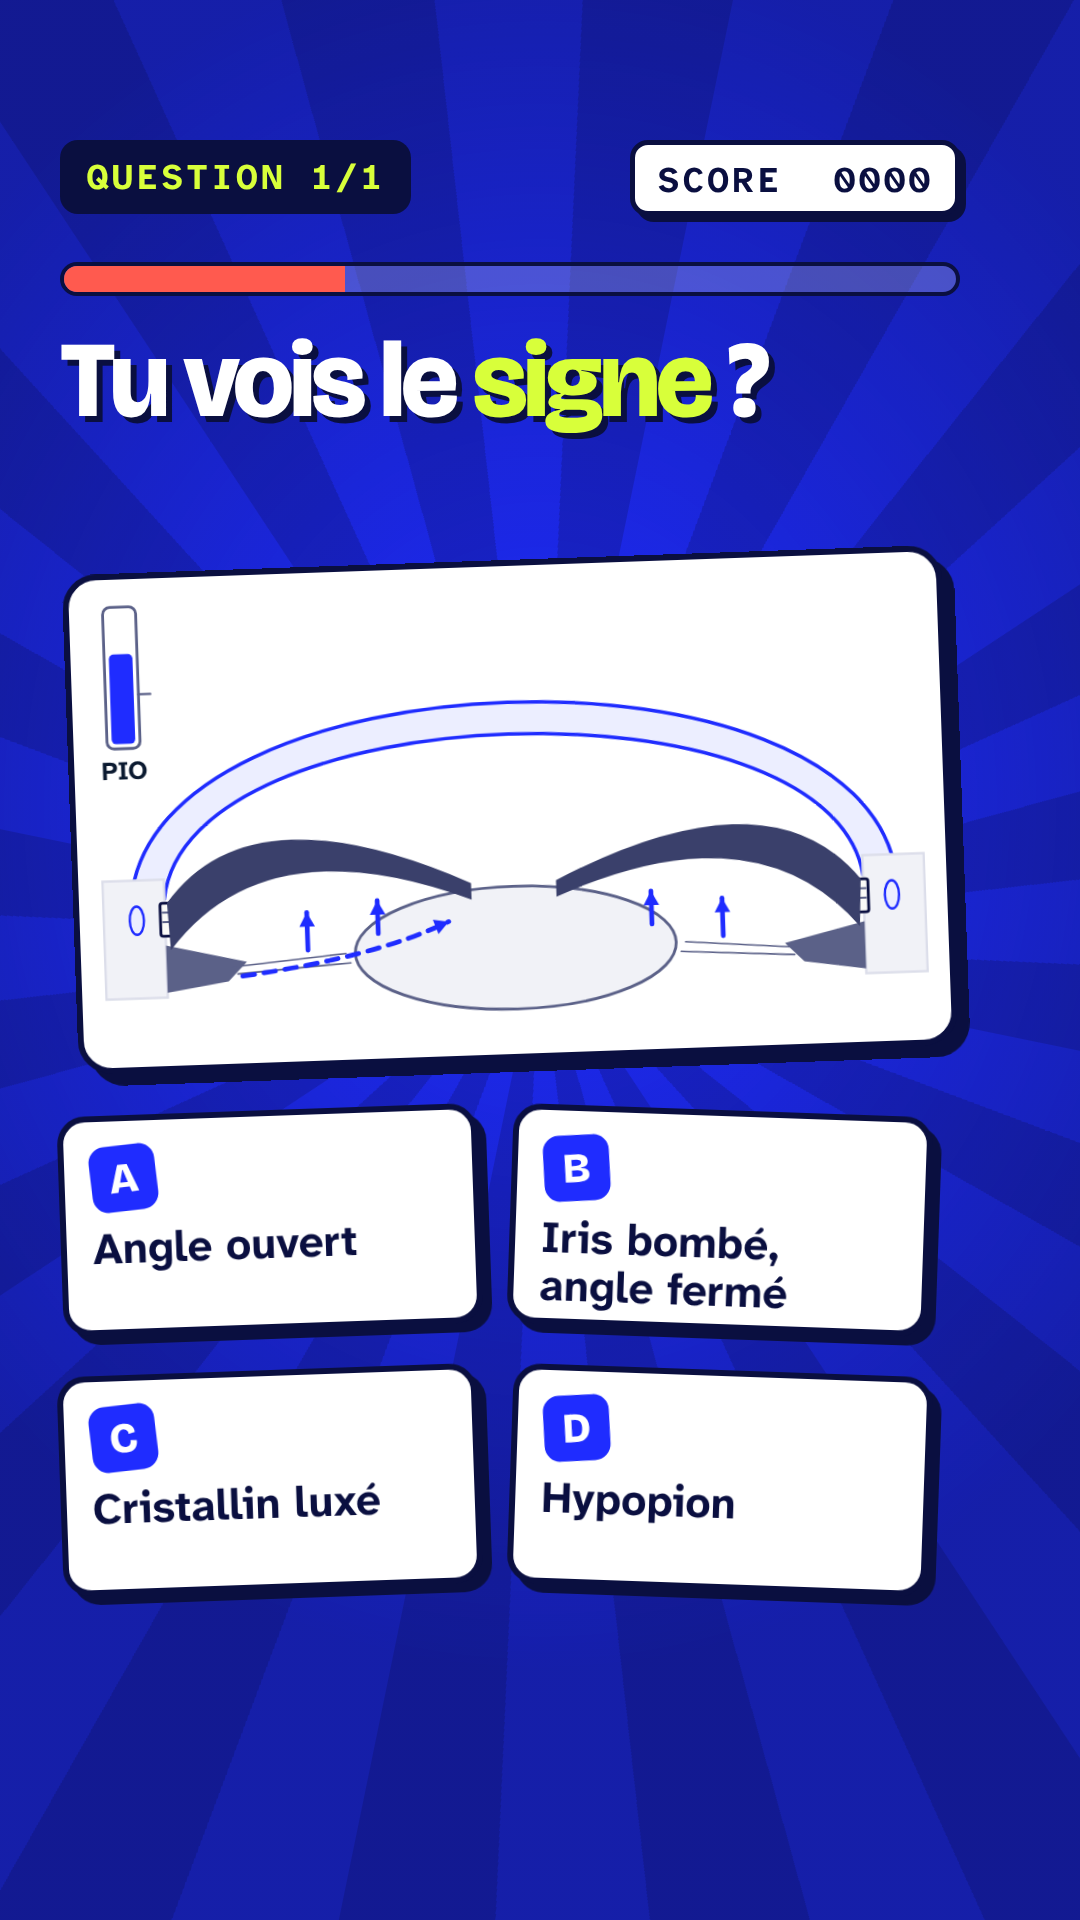 QUESTION 1/1
SCORE 0000
Tu vois le signe ?
PIO
A
Angle ouvert
B
Iris bombé,
angle fermé
C
Cristallin luxé
D
Hypopion